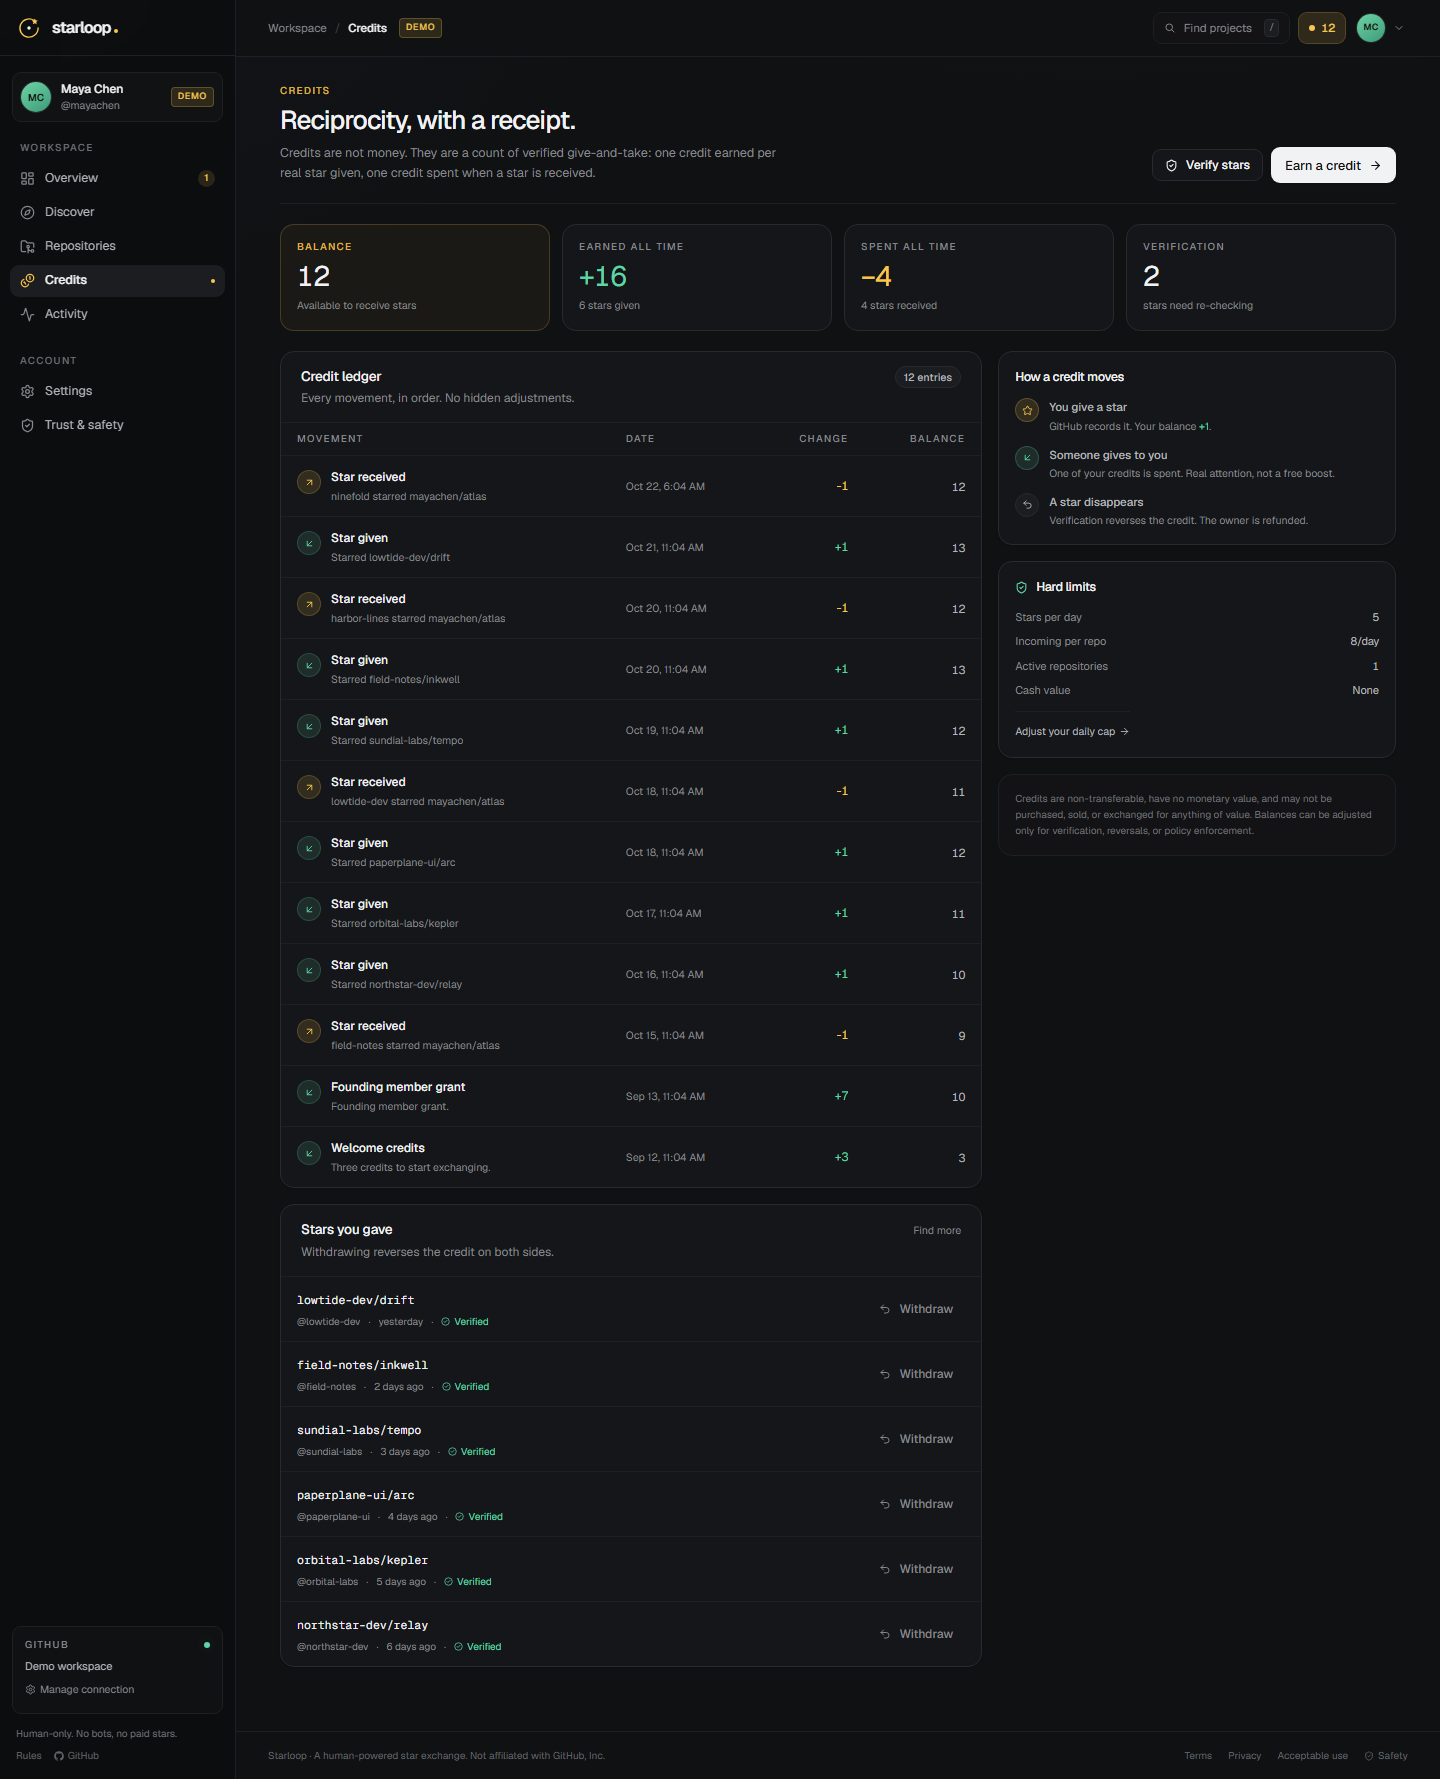 starloop.
Workspace / Credits DEMO
Find projects /
12
MC
MC
Maya Chen
@mayachen
DEMO
WORKSPACE
Overview 1
Discover
Repositories
Credits
Activity
ACCOUNT
Settings
Trust & safety
CREDITS
Reciprocity, with a receipt.
Credits are not money. They are a count of verified give-and-take: one credit earned per
real star given, one credit spent when a star is received.
Verify stars
Earn a credit →
BALANCE
12
Available to receive stars
EARNED ALL TIME
+16
6 stars given
SPENT ALL TIME
−4
4 stars received
VERIFICATION
2
stars need re-checking
Credit ledger
Every movement, in order. No hidden adjustments.
12 entries
MOVEMENT DATE CHANGE BALANCE
Star received
ninefold starred mayachen/atlas
Oct 22, 6:04 AM −1 12
Star given
Starred lowtide-dev/drift
Oct 21, 11:04 AM +1 13
Star received
harbor-lines starred mayachen/atlas
Oct 20, 11:04 AM −1 12
Star given
Starred field-notes/inkwell
Oct 20, 11:04 AM +1 13
Star given
Starred sundial-labs/tempo
Oct 19, 11:04 AM +1 12
Star received
lowtide-dev starred mayachen/atlas
Oct 18, 11:04 AM −1 11
Star given
Starred paperplane-ui/arc
Oct 18, 11:04 AM +1 12
Star given
Starred orbital-labs/kepler
Oct 17, 11:04 AM +1 11
Star given
Starred northstar-dev/relay
Oct 16, 11:04 AM +1 10
Star received
field-notes starred mayachen/atlas
Oct 15, 11:04 AM −1 9
Founding member grant
Founding member grant.
Sep 13, 11:04 AM +7 10
Welcome credits
Three credits to start exchanging.
Sep 12, 11:04 AM +3 3
How a credit moves
You give a star
GitHub records it. Your balance +1.
Someone gives to you
One of your credits is spent. Real attention, not a free boost.
A star disappears
Verification reverses the credit. The owner is refunded.
Hard limits
Stars per day 5
Incoming per repo 8/day
Active repositories 1
Cash value None
Adjust your daily cap →
Credits are non-transferable, have no monetary value, and may not be
purchased, sold, or exchanged for anything of value. Balances can be adjusted
only for verification, reversals, or policy enforcement.
Stars you gave
Withdrawing reverses the credit on both sides.
Find more
lowtide-dev/drift
@lowtide-dev · yesterday · Verified
Withdraw
field-notes/inkwell
@field-notes · 2 days ago · Verified
Withdraw
sundial-labs/tempo
@sundial-labs · 3 days ago · Verified
Withdraw
paperplane-ui/arc
@paperplane-ui · 4 days ago · Verified
Withdraw
orbital-labs/kepler
@orbital-labs · 5 days ago · Verified
Withdraw
northstar-dev/relay
@northstar-dev · 6 days ago · Verified
Withdraw
GITHUB
Demo workspace
Manage connection
Human-only. No bots, no paid stars.
Rules GitHub
Starloop · A human-powered star exchange. Not affiliated with GitHub, Inc.
Terms Privacy Acceptable use Safety